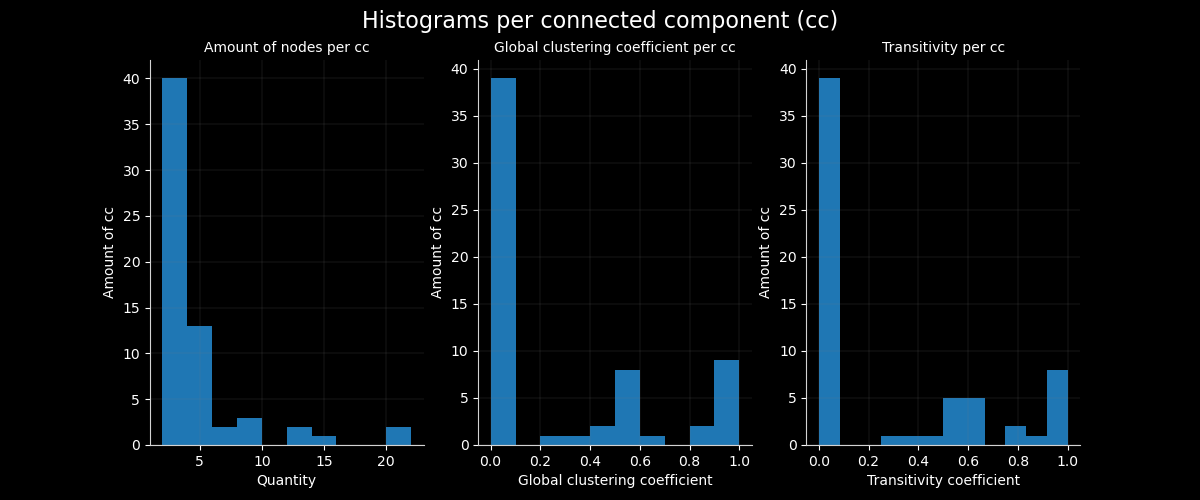 Histograms per connected component (cc)
Amount of nodes per cc
Global clustering coefficient per cc
Transitivity per cc
Amount of cc
40
35
30
25
20
15
10
5
0
5 10 15 20
Quantity
Amount of cc
40
35
30
25
20
15
10
5
0
0.0 0.2 0.4 0.6 0.8 1.0
Global clustering coefficient
Amount of cc
40
35
30
25
20
15
10
5
0
0.0 0.2 0.4 0.6 0.8 1.0
Transitivity coefficient